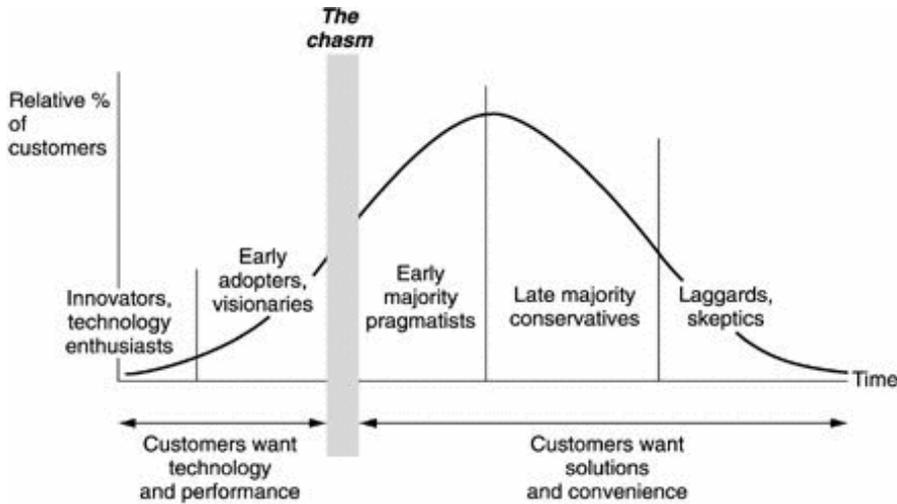 The
chasm
Relative %
of
customers
Innovators,
technology
enthusiasts
Early
adopters,
visionaries
Early
majority
pragmatists
Late majority
conservatives
Laggards,
skeptics
Time
Customers want
technology
and performance
Customers want
solutions
and convenience